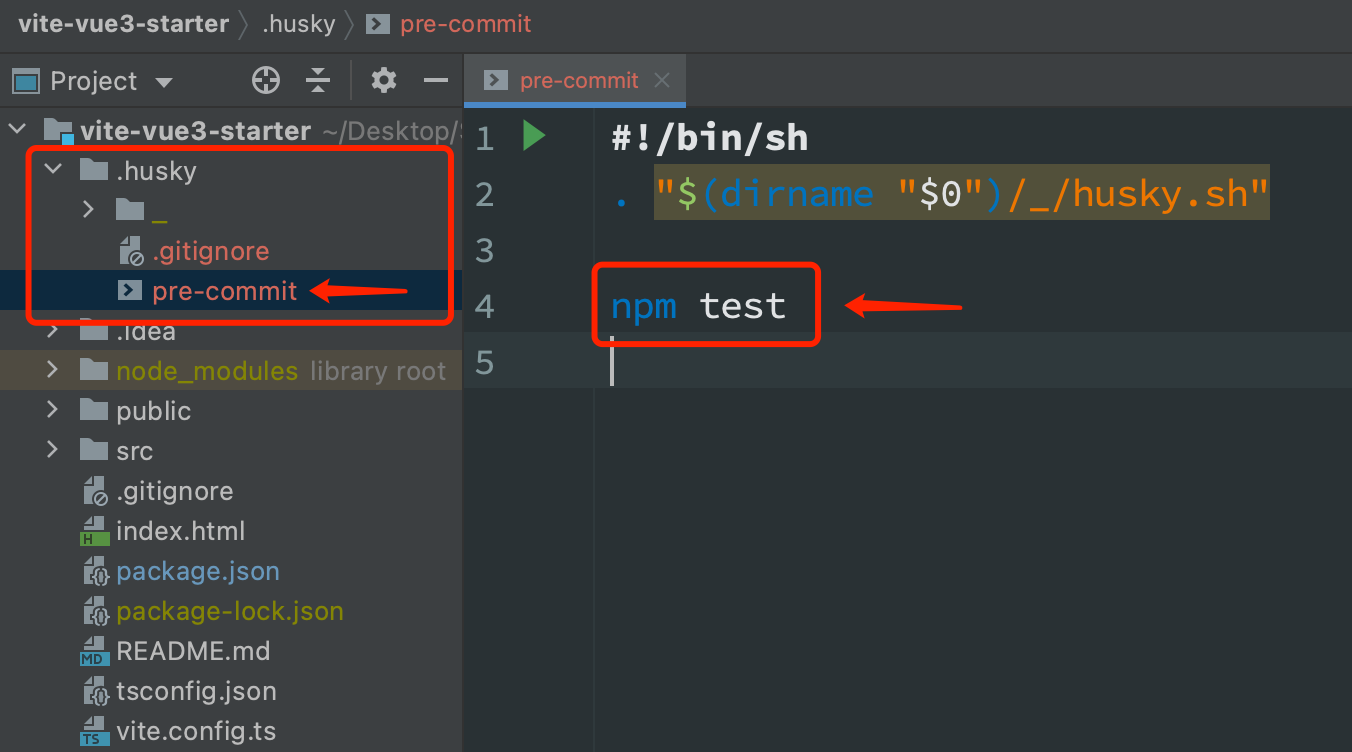 vite-vue3-starter .husky pre-commit
Project
pre-commit
vite-vue3-starter ~/Desktop/
.husky
_
.gitignore
pre-commit
.idea
node_modules library root
public
src
.gitignore
index.html
package.json
package-lock.json
README.md
tsconfig.json
vite.config.ts
1 #!/bin/sh
2 . "$(dirname "$0")/_/husky.sh"
3
4 npm test
5